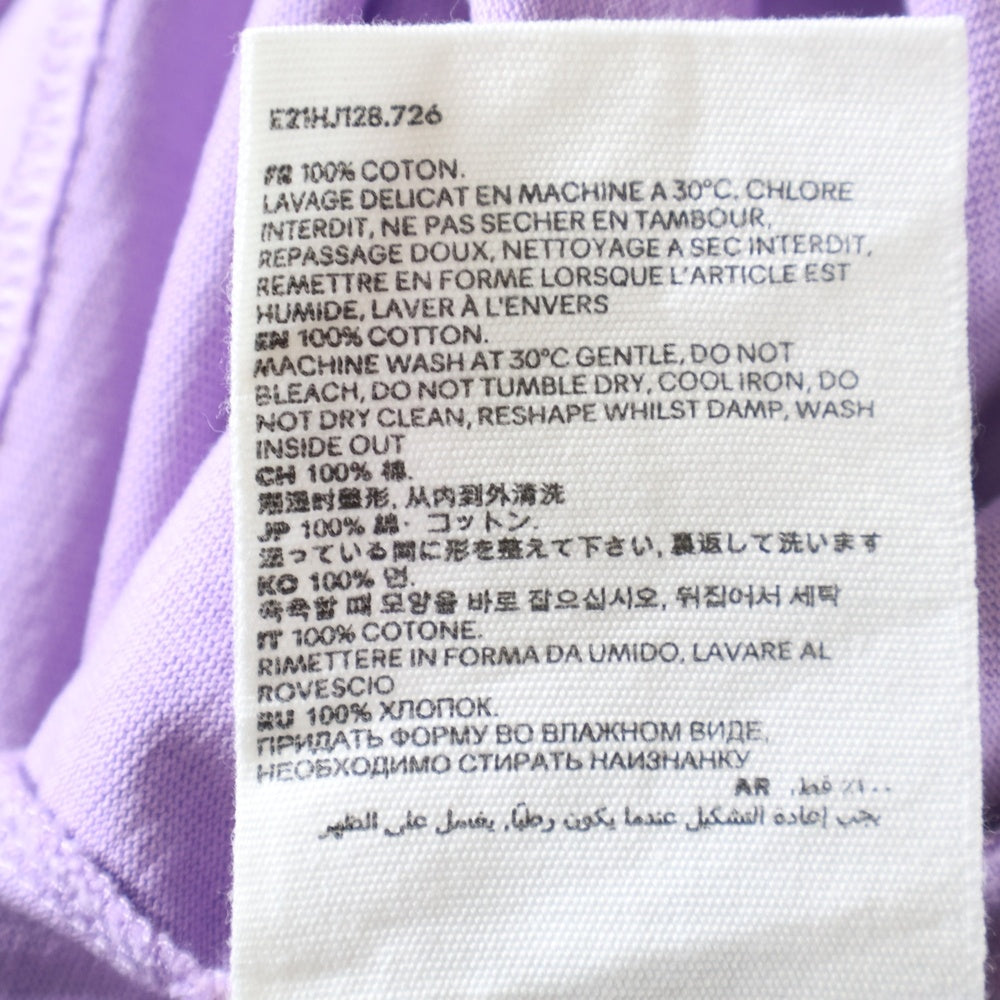 E21HJ128.726
FR 100% COTON.
LAVAGE DELICAT EN MACHINE A 30°C. CHLORE
INTERDIT, NE PAS SECHER EN TAMBOUR,
REPASSAGE DOUX, NETTOYAGE A SEC INTERDIT,
REMETTRE EN FORME LORSQUE L'ARTICLE EST
HUMIDE, LAVER À L'ENVERS
EN 100% COTTON.
MACHINE WASH AT 30°C GENTLE, DO NOT
BLEACH, DO NOT TUMBLE DRY, COOL IRON, DO
NOT DRY CLEAN, RESHAPE WHILST DAMP, WASH
INSIDE OUT
CH 100% 棉.
潮湿时整形, 从内到外清洗
JP 100% 綿・コットン.
湿っている間に形を整えて下さい, 裏返して洗います
KO 100% 면.
축축할 때 모양을 바로 잡으십시오, 뒤집어서 세탁
IT 100% COTONE.
RIMETTERE IN FORMA DA UMIDO, LAVARE AL
ROVESCIO
RU 100% ХЛОПОК.
ПРИДАТЬ ФОРМУ ВО ВЛАЖНОМ ВИДЕ,
НЕОБХОДИМО СТИРАТЬ НАИЗНАНКУ
AR ١٠٠٪ قطن.
يجب إعادة التشكيل عندما يكون رطبًا, يغسل على الظهر